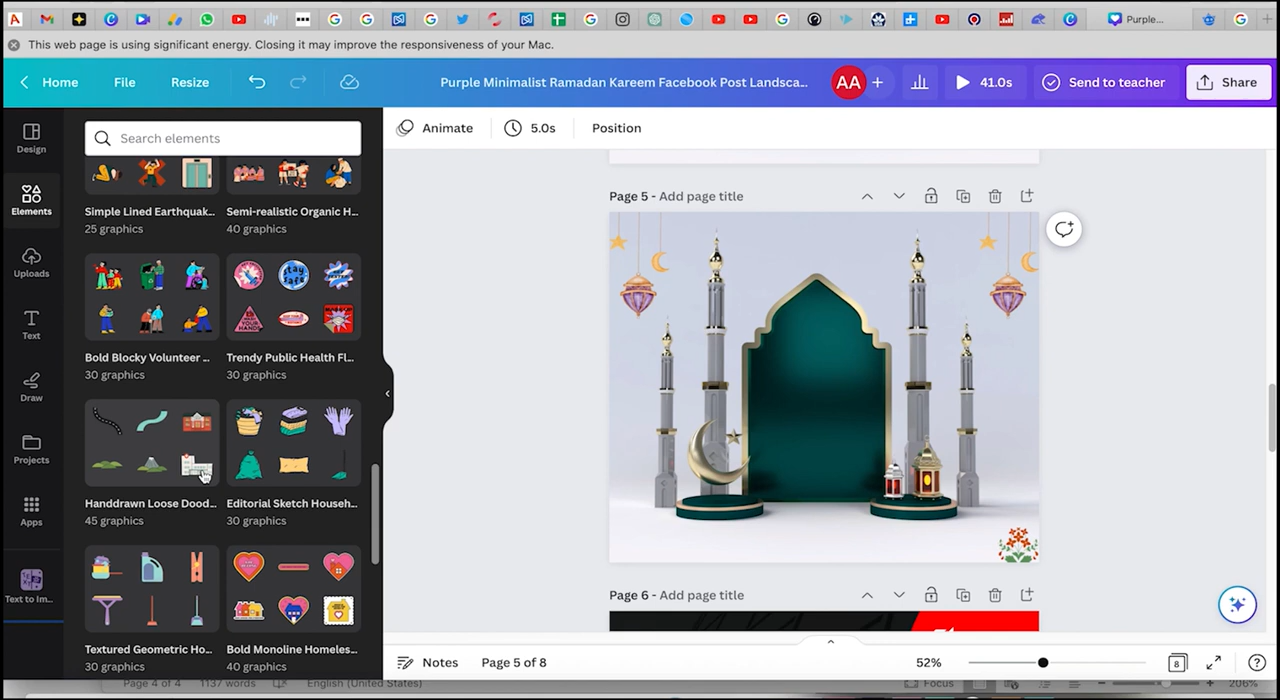 Purple...
This web page is using significant energy. Closing it may improve the responsiveness of your Mac.
Home
File
Resize
Purple Minimalist Ramadan Kareem Facebook Post Landsca...
AA
+
41.0s
Send to teacher
Share
Design
Elements
Uploads
Text
Draw
Projects
Apps
Text to Im...
Search elements
Animate
5.0s
Position
Simple Lined Earthquak...
25 graphics
Semi-realistic Organic H...
40 graphics
Bold Blocky Volunteer ...
30 graphics
Trendy Public Health Fl...
30 graphics
Handdrawn Loose Dood...
45 graphics
Editorial Sketch Househ...
30 graphics
Textured Geometric Ho...
30 graphics
Bold Monoline Homeles...
40 graphics
Page 5 - Add page title
Page 6 - Add page title
Notes
Page 5 of 8
52%
8
Page 4 of 4
1137 words
English (United States)
Focus
206%